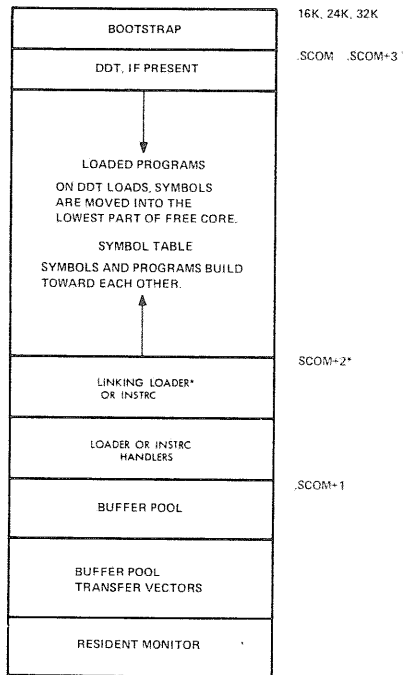 16K, 24K, 32K
BOOTSTRAP
.SCOM .SCOM+3
DDT, IF PRESENT
LOADED PROGRAMS
ON DDT LOADS, SYMBOLS
ARE MOVED INTO THE
LOWEST PART OF FREE CORE.
SYMBOL TABLE
SYMBOLS AND PROGRAMS BUILD
TOWARD EACH OTHER.
SCOM+2*
LINKING LOADER*
OR INSTRC
LOADER OR INSTRC
HANDLERS
.SCOM+1
BUFFER POOL
BUFFER POOL
TRANSFER VECTORS
RESIDENT MONITOR